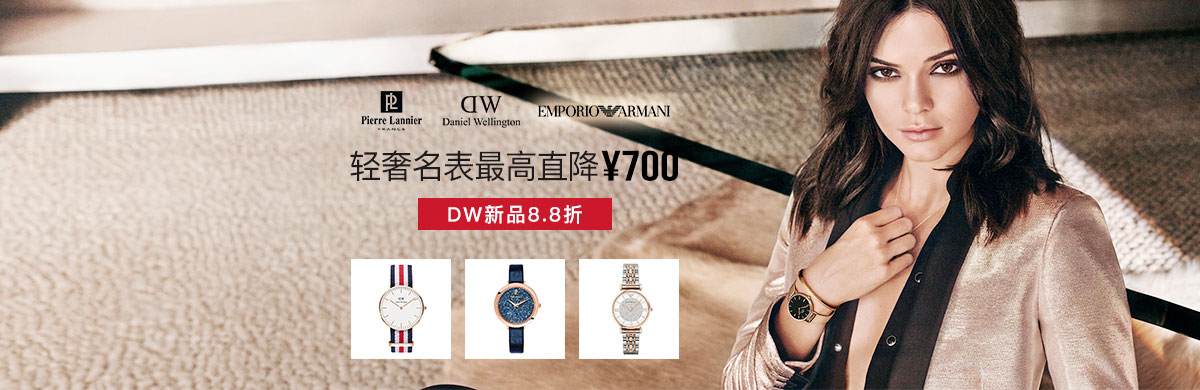 PL
Pierre Lannier
FRANCE
DW
Daniel Wellington
EMPORIO ARMANI
轻奢名表最高直降¥700
DW新品8.8折